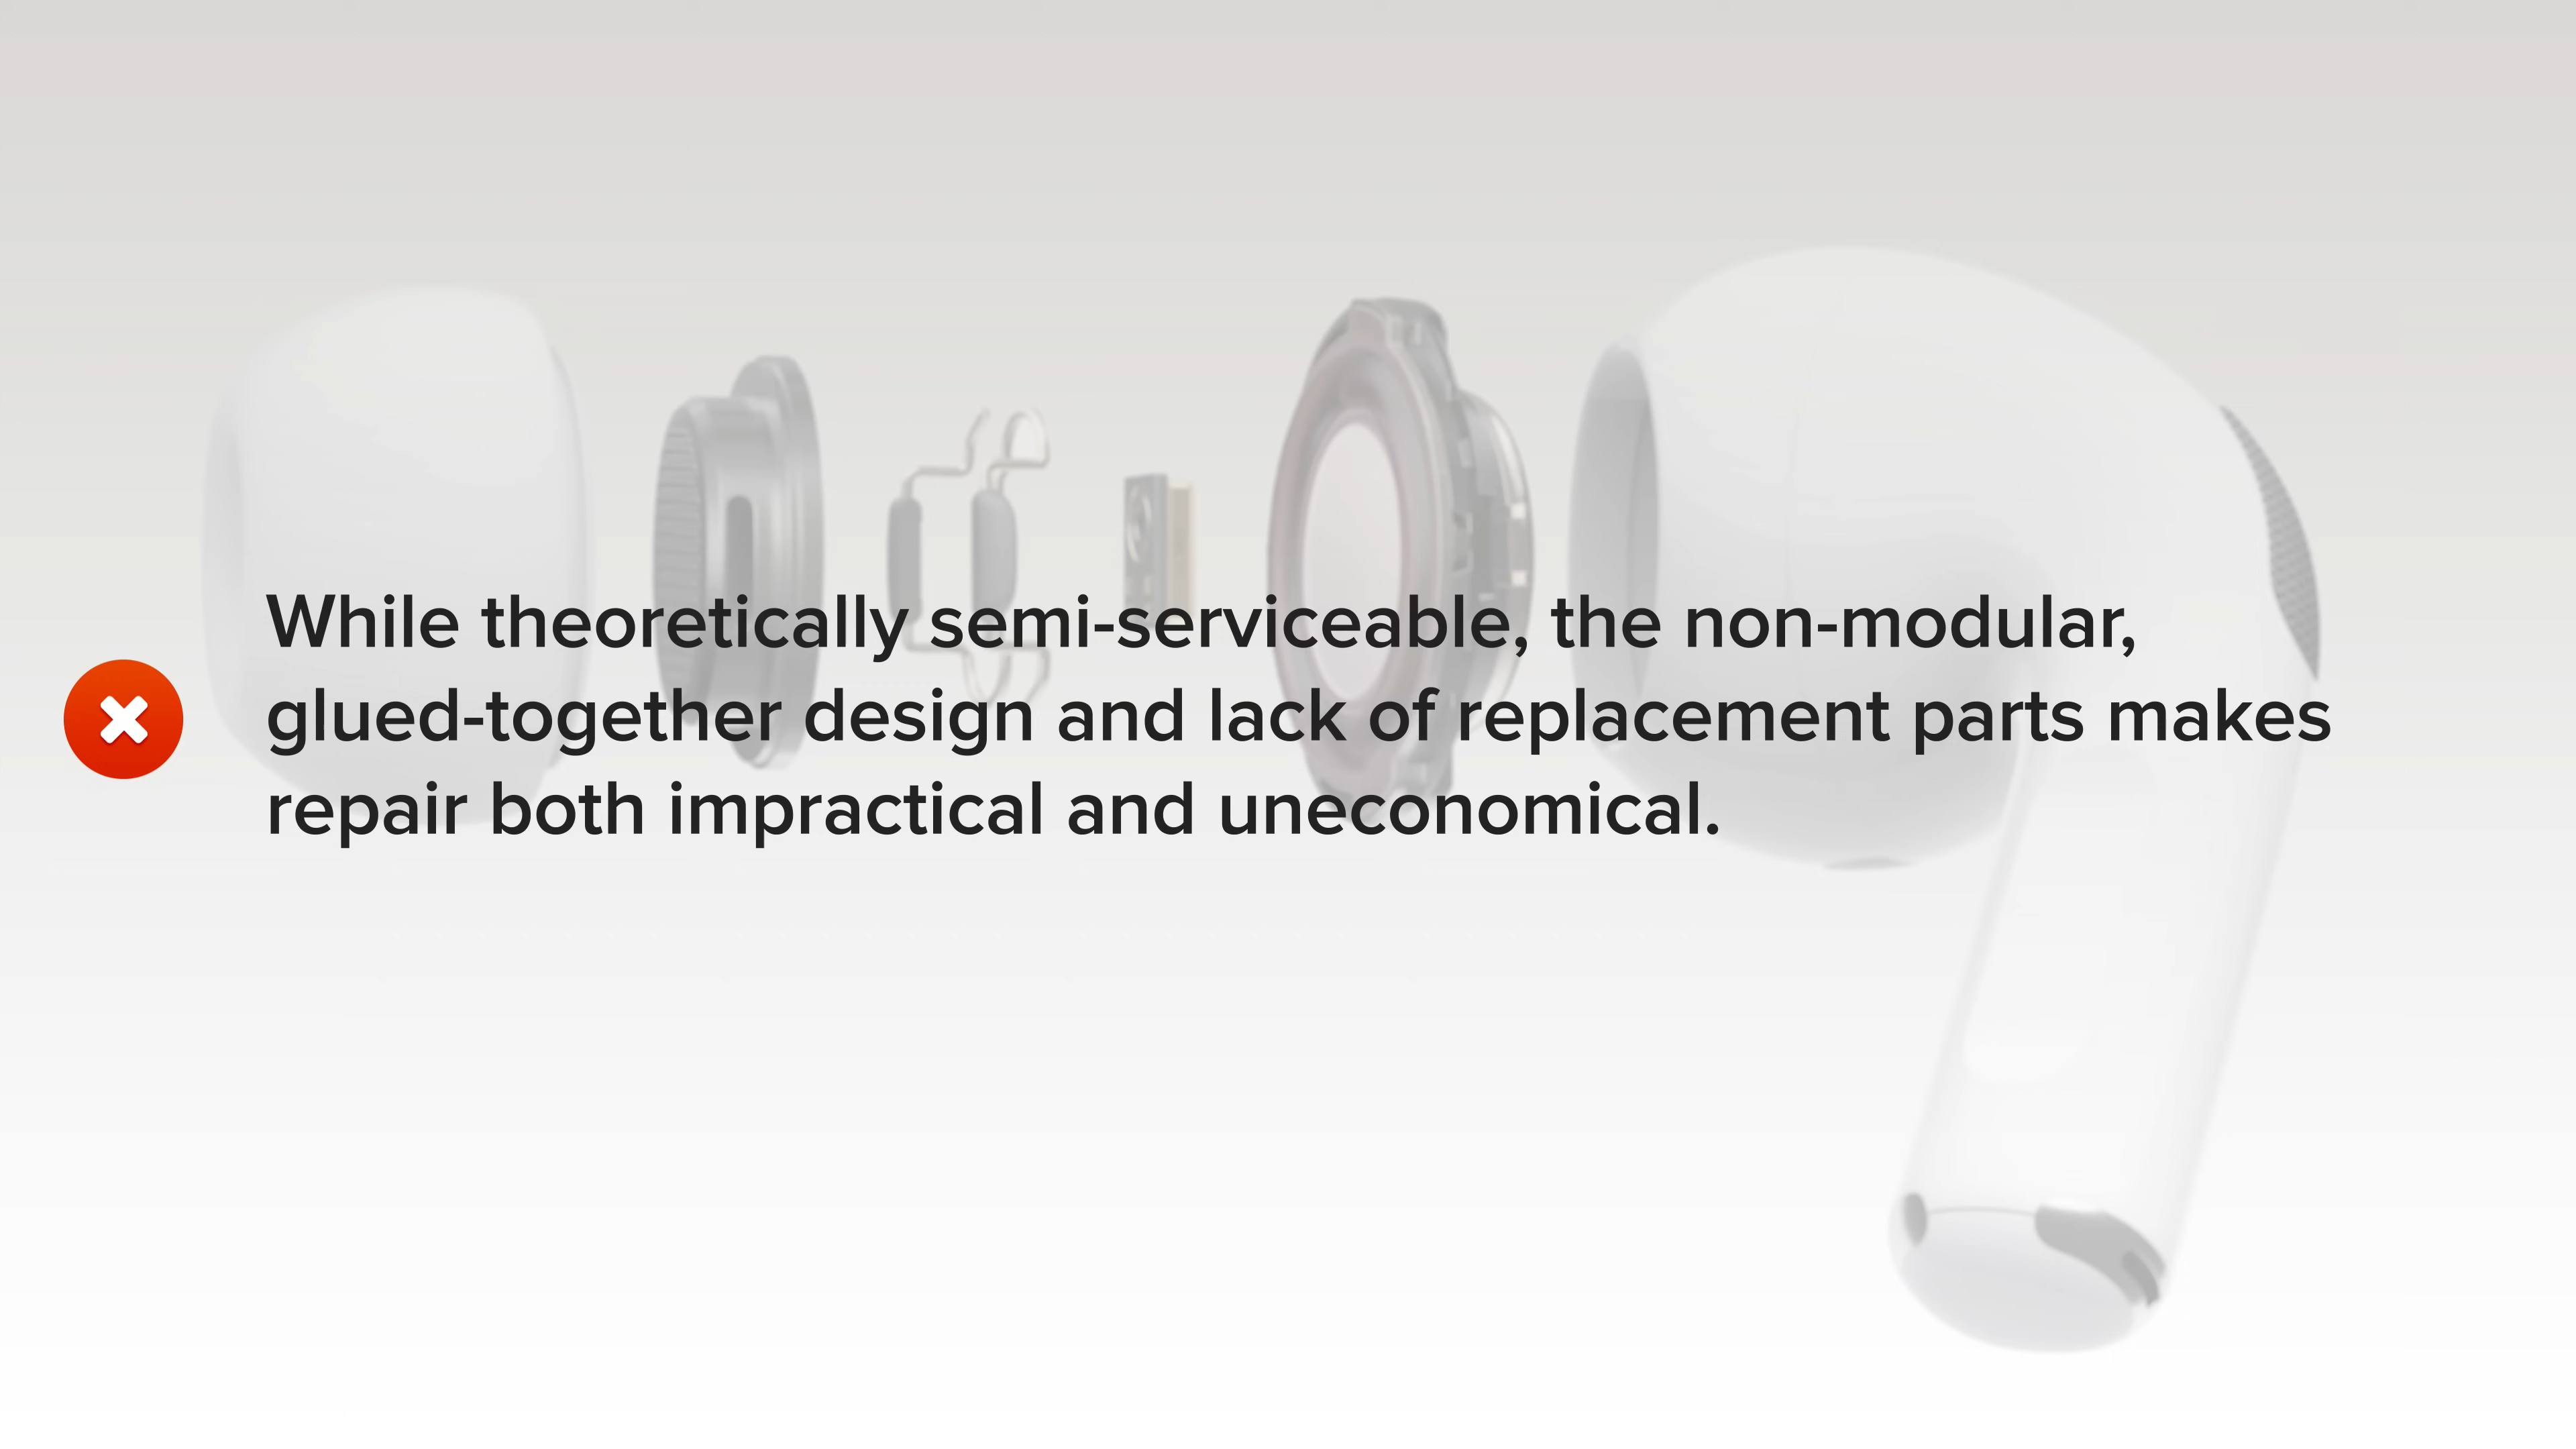 While theoretically semi-serviceable, the non-modular,
glued-together design and lack of replacement parts makes
repair both impractical and uneconomical.